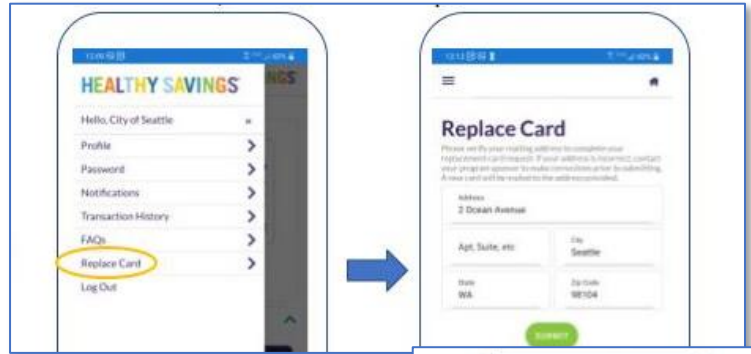 HEALTHY SAVINGS
Hello, City of Seattle
Profile
Password
Notifications
Transaction History
FAQs
Replace Card
Log Out
NGS
Replace Card
Please verify your mailing address to complete your
replacement card request. If your address is incorrect, contact
your program sponsor to make corrections prior to submitting.
A new card will be mailed to the address provided.
Address
2 Ocean Avenue
Apt, Suite, etc
City
Seattle
State
WA
Zip Code
98104
SUBMIT